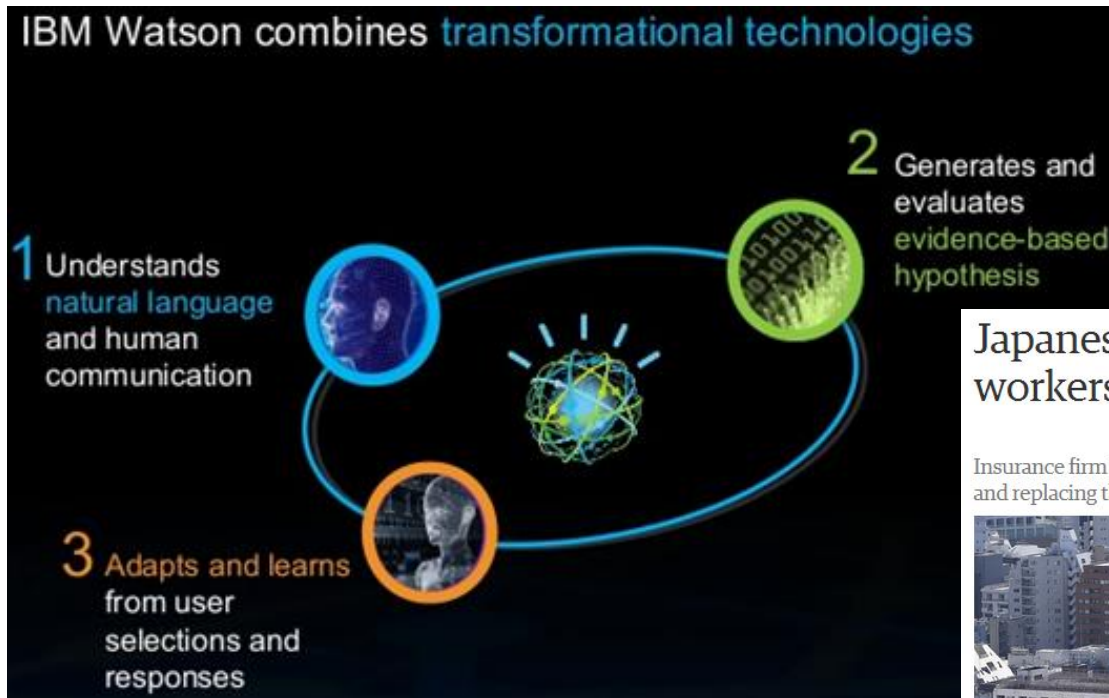 IBM Watson combines transformational technologies
1
Understands
natural language
and human
communication
2
Generates and
evaluates
evidence-based
hypothesis
3
Adapts and learns
from user
selections and
responses
Japanes
workers
Insurance firm
and replacing t